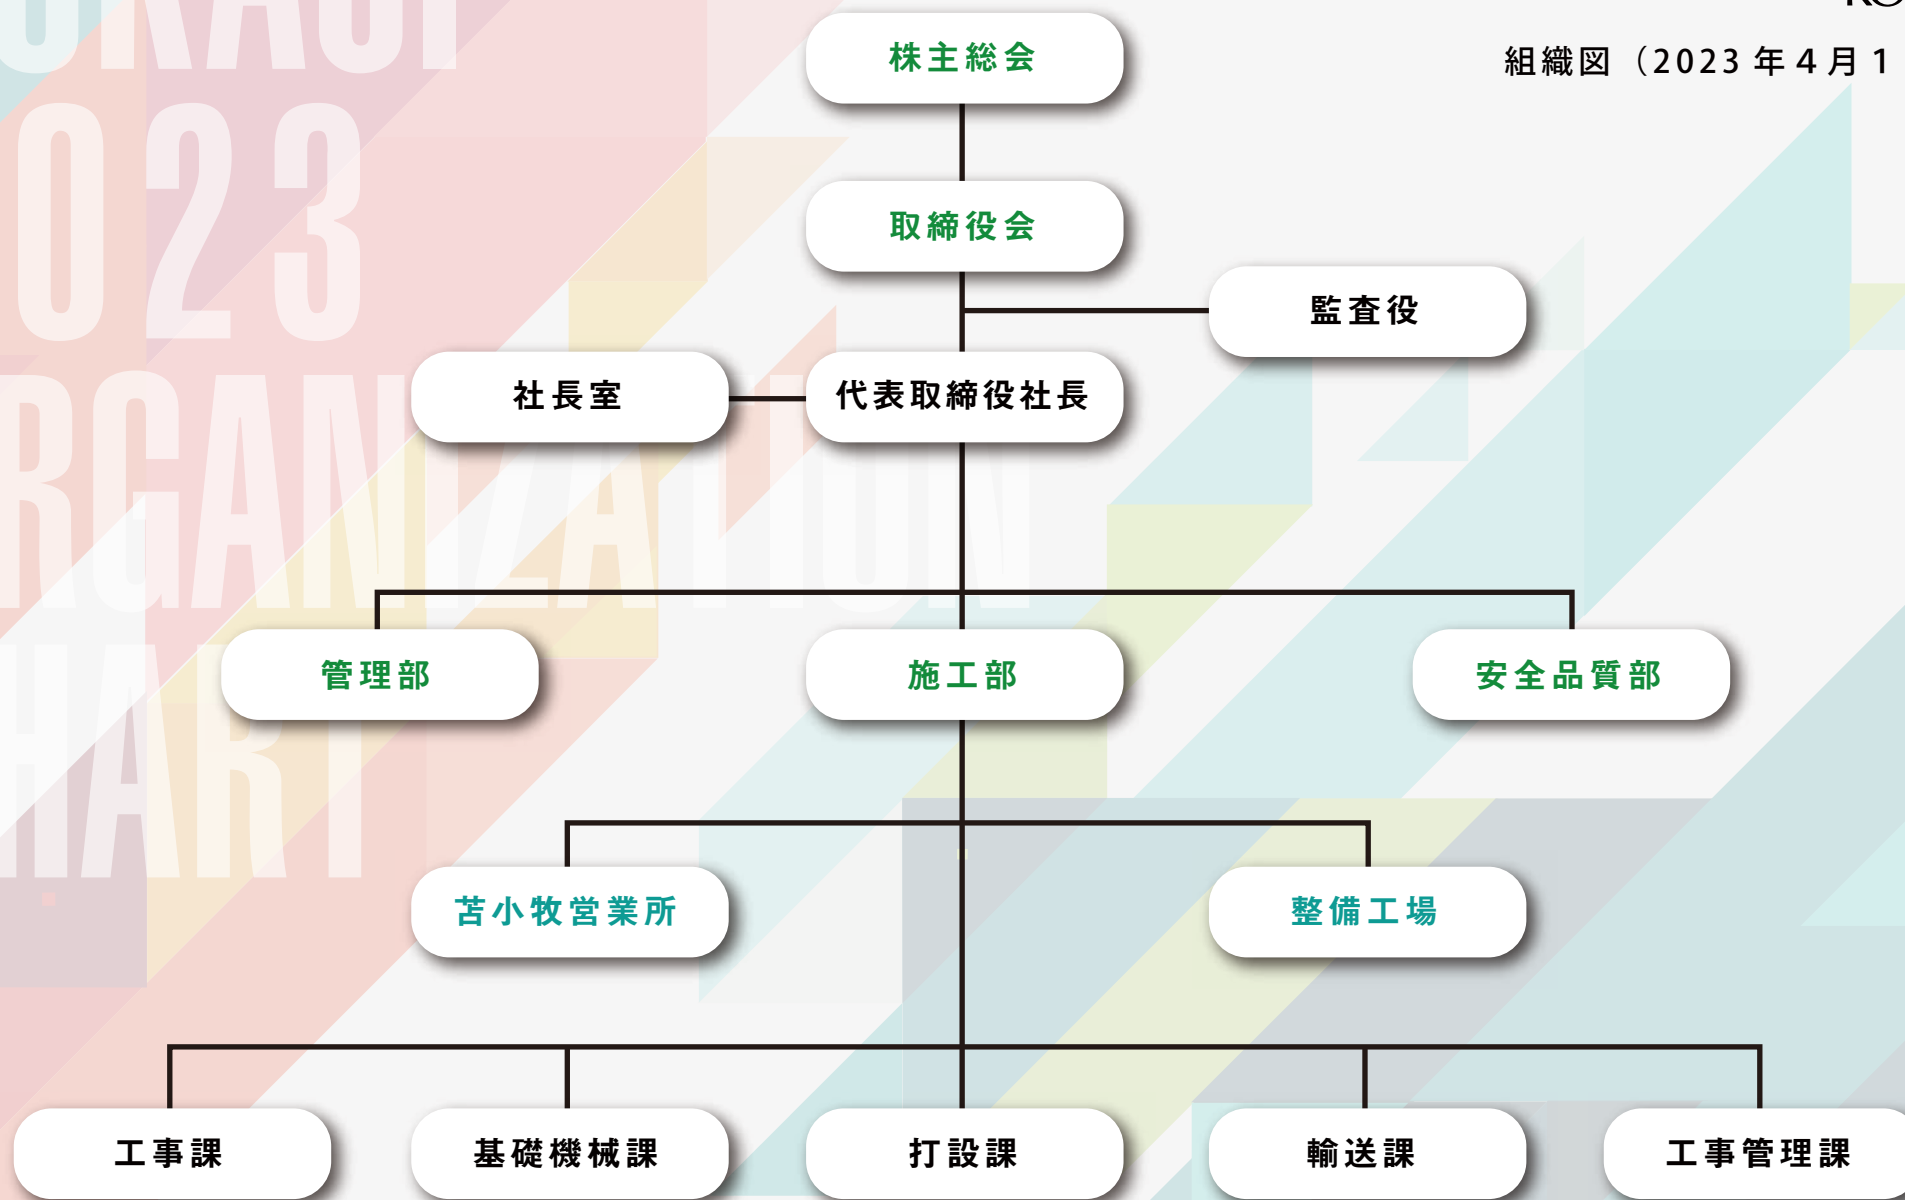 組織図（2023年4月1
株主総会
取締役会
監査役
社長室 代表取締役社長
管理部 施工部 安全品質部
苫小牧営業所 整備工場
工事課 基礎機械課 打設課 輸送課 工事管理課
023
RGANIZATION
HART